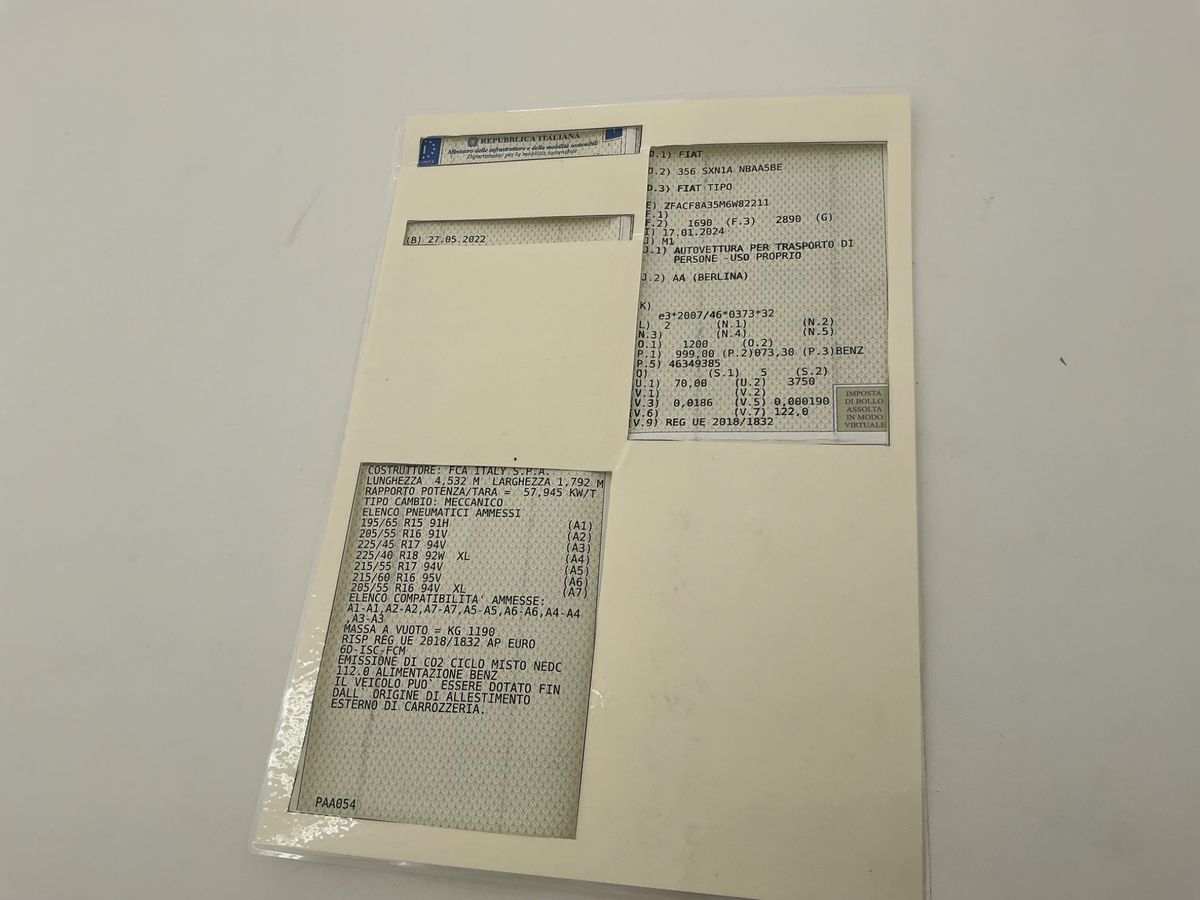 REPUBBLICA ITALIANA
Ministero delle infrastrutture e della mobilità sostenibili
Dipartimento per la mobilità sostenibile
(B) 27.05.2022
D.1) FIAT
D.2) 356 SXN1A NBAA5BE
D.3) FIAT TIPO
E) ZFACF8A35M6W82211
F.1)
F.2) 1690 (F.3) 2890 (G)
I) 17.01.2024
J) M1
J.1) AUTOVETTURA PER TRASPORTO DI
PERSONE -USO PROPRIO
J.2) AA (BERLINA)
K)
e3*2007/46*0373*32
L) 2 (N.1) (N.2)
N.3) (N.4) (N.5)
O.1) 1200 (O.2)
P.1) 999,00 (P.2)073,30 (P.3)BENZ
P.5) 46349385
Q) (S.1) 5 (S.2)
U.1) 70,00 (U.2) 3750
(V.1) (V.2)
(V.3) 0,0186 (V.5) 0,000190
(V.6) (V.7) 122,0
(V.9) REG UE 2018/1832
IMPOSTA
DI BOLLO
ASSOLTA
IN MODO
VIRTUALE
COSTRUTTORE: FCA ITALY S.P.A.
LUNGHEZZA 4,532 M LARGHEZZA 1,792 M
RAPPORTO POTENZA/TARA = 57,945 KW/T
TIPO CAMBIO: MECCANICO
ELENCO PNEUMATICI AMMESSI
195/65 R15 91H (A1)
205/55 R16 91V (A2)
225/45 R17 94V (A3)
225/40 R18 92W XL (A4)
215/55 R17 94V (A5)
215/60 R16 95V (A6)
205/55 R16 94V XL (A7)
ELENCO COMPATIBILITA' AMMESSE:
A1-A1,A2-A2,A7-A7,A5-A5,A6-A6,A4-A4
,A3-A3
MASSA A VUOTO = KG 1190
RISP REG UE 2018/1832 AP EURO
6D-ISC-FCM
EMISSIONE DI CO2 CICLO MISTO NEDC
112.0 ALIMENTAZIONE BENZ
IL VEICOLO PUO` ESSERE DOTATO FIN
DALL` ORIGINE DI ALLESTIMENTO
ESTERNO DI CARROZZERIA.
PAA054